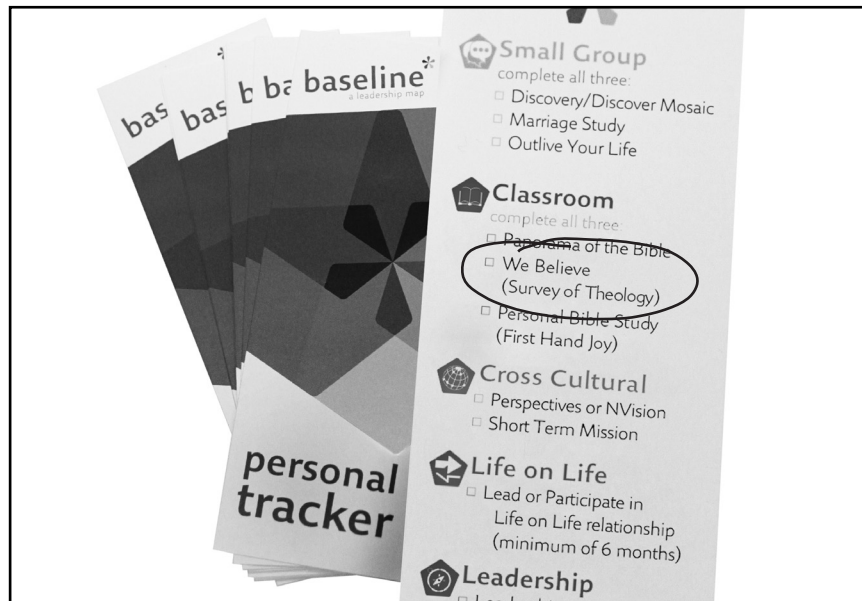 bas
bas
b
ba
baseline*
a leadership map
personal
tracker
Small Group
complete all three:
Discovery/Discover Mosaic
Marriage Study
Outlive Your Life
Classroom
complete all three:
Panorama of the Bible
We Believe
(Survey of Theology)
Personal Bible Study
(First Hand Joy)
Cross Cultural
Perspectives or NVision
Short Term Mission
Life on Life
Lead or Participate in
Life on Life relationship
(minimum of 6 months)
Leadership